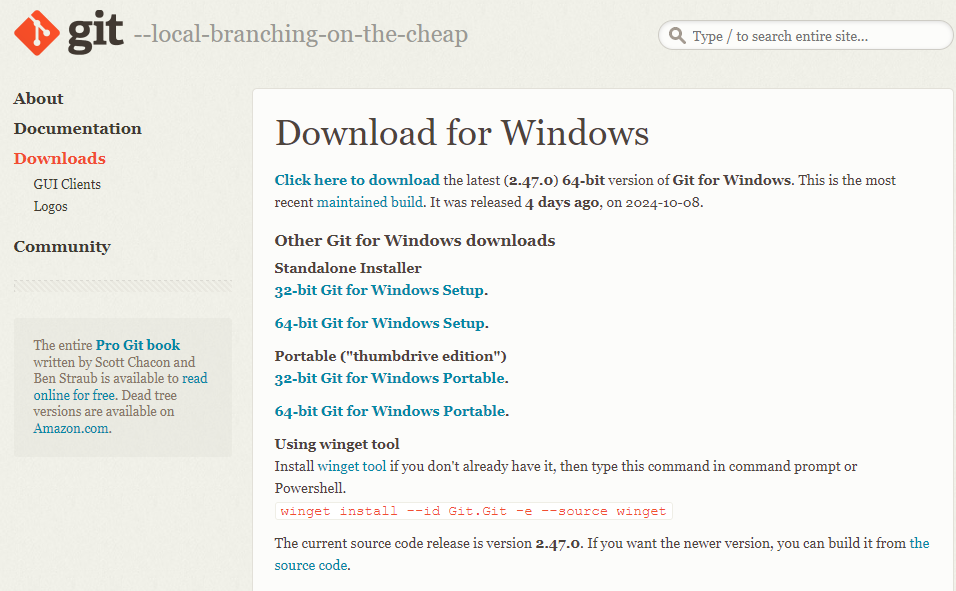 git --local-branching-on-the-cheap
Type / to search entire site...
About
Documentation
Downloads
GUI Clients
Logos
Community
The entire Pro Git book
written by Scott Chacon and
Ben Straub is available to read
online for free. Dead tree
versions are available on
Amazon.com.
Download for Windows
Click here to download the latest (2.47.0) 64-bit version of Git for Windows. This is the most
recent maintained build. It was released 4 days ago, on 2024-10-08.
Other Git for Windows downloads
Standalone Installer
32-bit Git for Windows Setup.
64-bit Git for Windows Setup.
Portable ("thumbdrive edition")
32-bit Git for Windows Portable.
64-bit Git for Windows Portable.
Using winget tool
Install winget tool if you don't already have it, then type this command in command prompt or
Powershell.
winget install --id Git.Git -e --source winget
The current source code release is version 2.47.0. If you want the newer version, you can build it from the
source code.